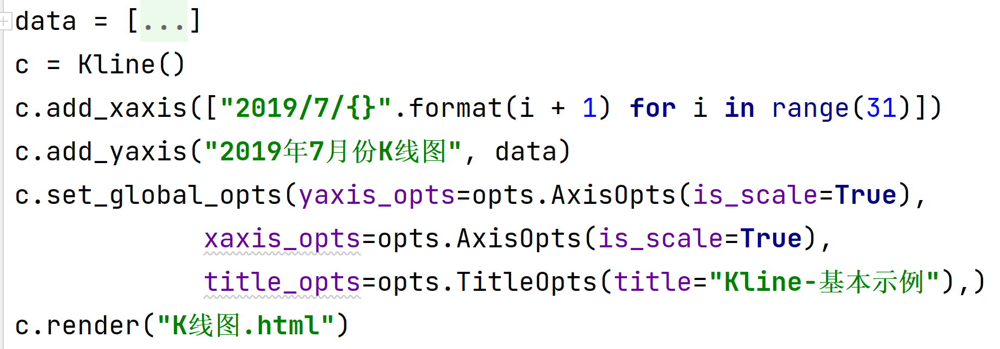 data = [...]
c = Kline()
c.add_xaxis(["2019/7/{}".format(i + 1) for i in range(31)])
c.add_yaxis("2019年7月份K线图", data)
c.set_global_opts(yaxis_opts=opts.AxisOpts(is_scale=True),
xaxis_opts=opts.AxisOpts(is_scale=True),
title_opts=opts.TitleOpts(title="Kline-基本示例"),)
c.render("K线图.html")